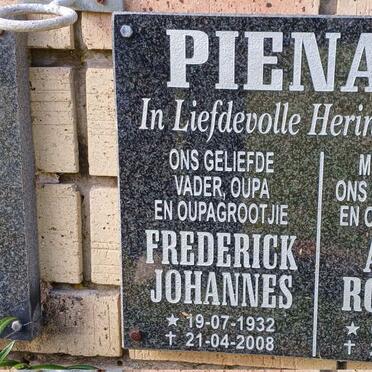 PIENA
In Liefdevolle Herin
ONS GELIEFDE
VADER, OUPA
EN OUPAGROOTJIE
FREDERICK
JOHANNES
★ 19-07-1932
✝ 21-04-2008
M
ONS
EN O
A
RO
★
✝